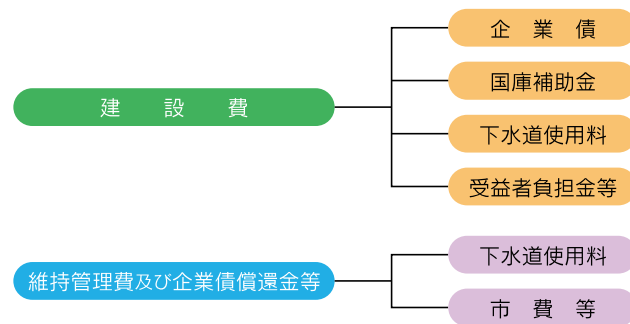 建設費
企業債
国庫補助金
下水道使用料
受益者負担金等
維持管理費及び企業債償還金等
下水道使用料
市費等